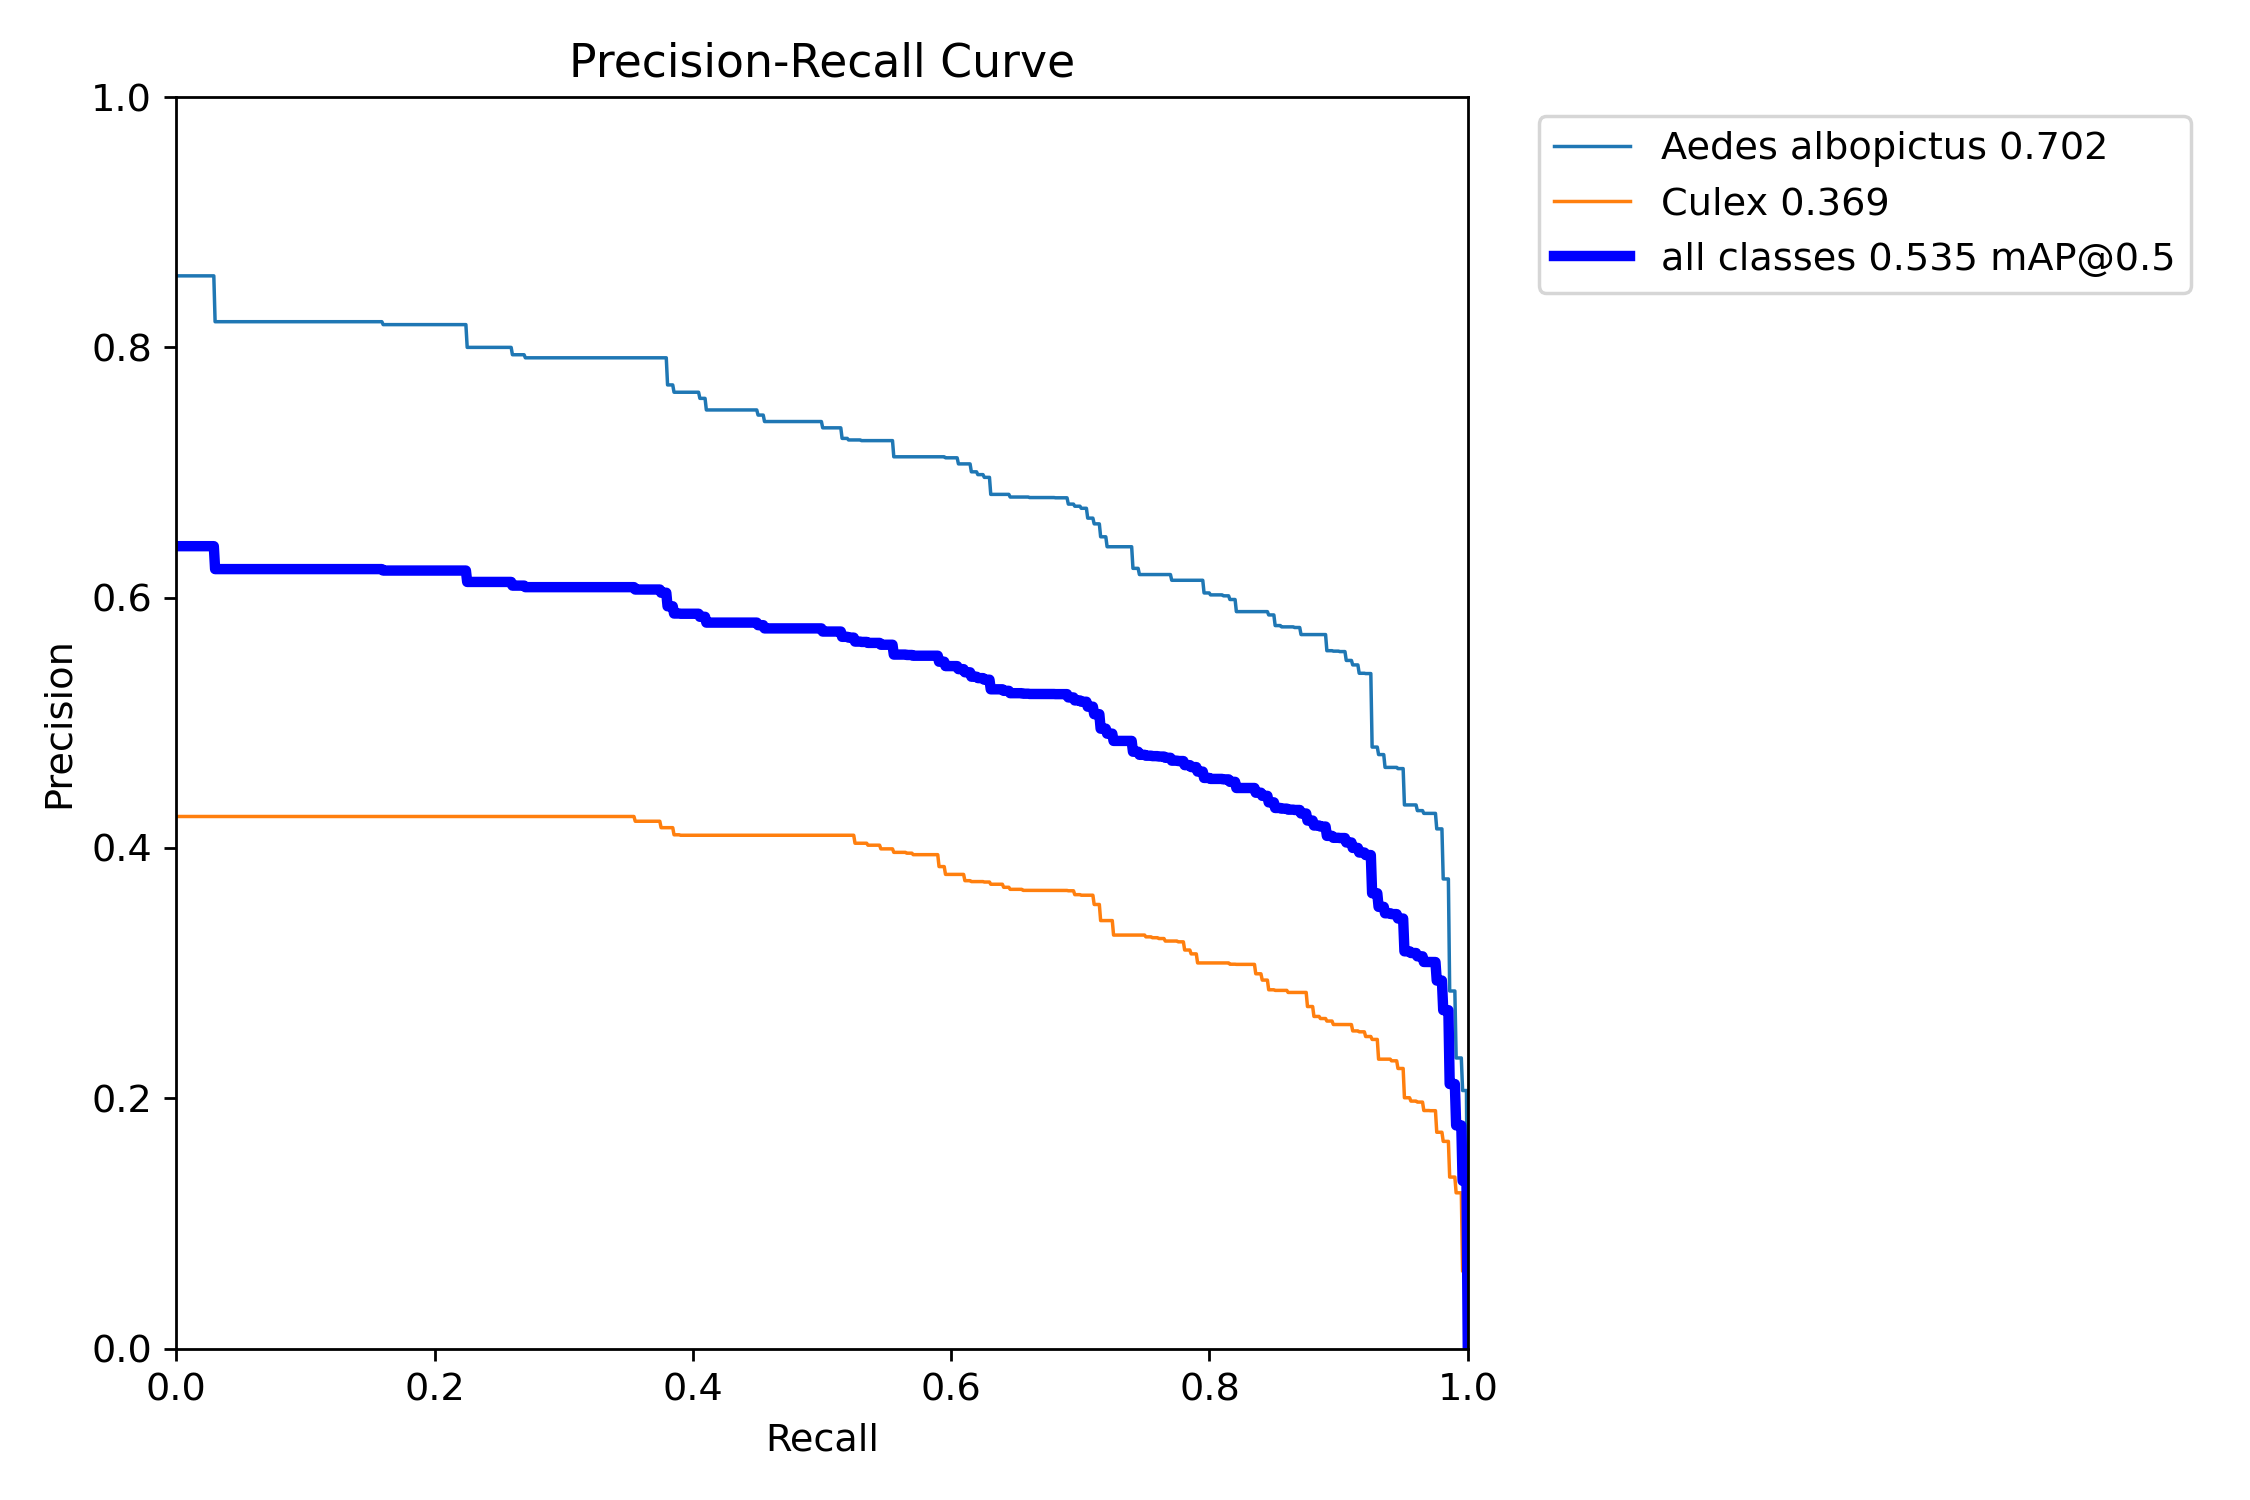 Precision-Recall Curve
1.0
0.8
0.6
0.4
0.2
0.0
Precision
0.0 0.2 0.4 0.6 0.8 1.0
Recall
Aedes albopictus 0.702
Culex 0.369
all classes 0.535 mAP@0.5